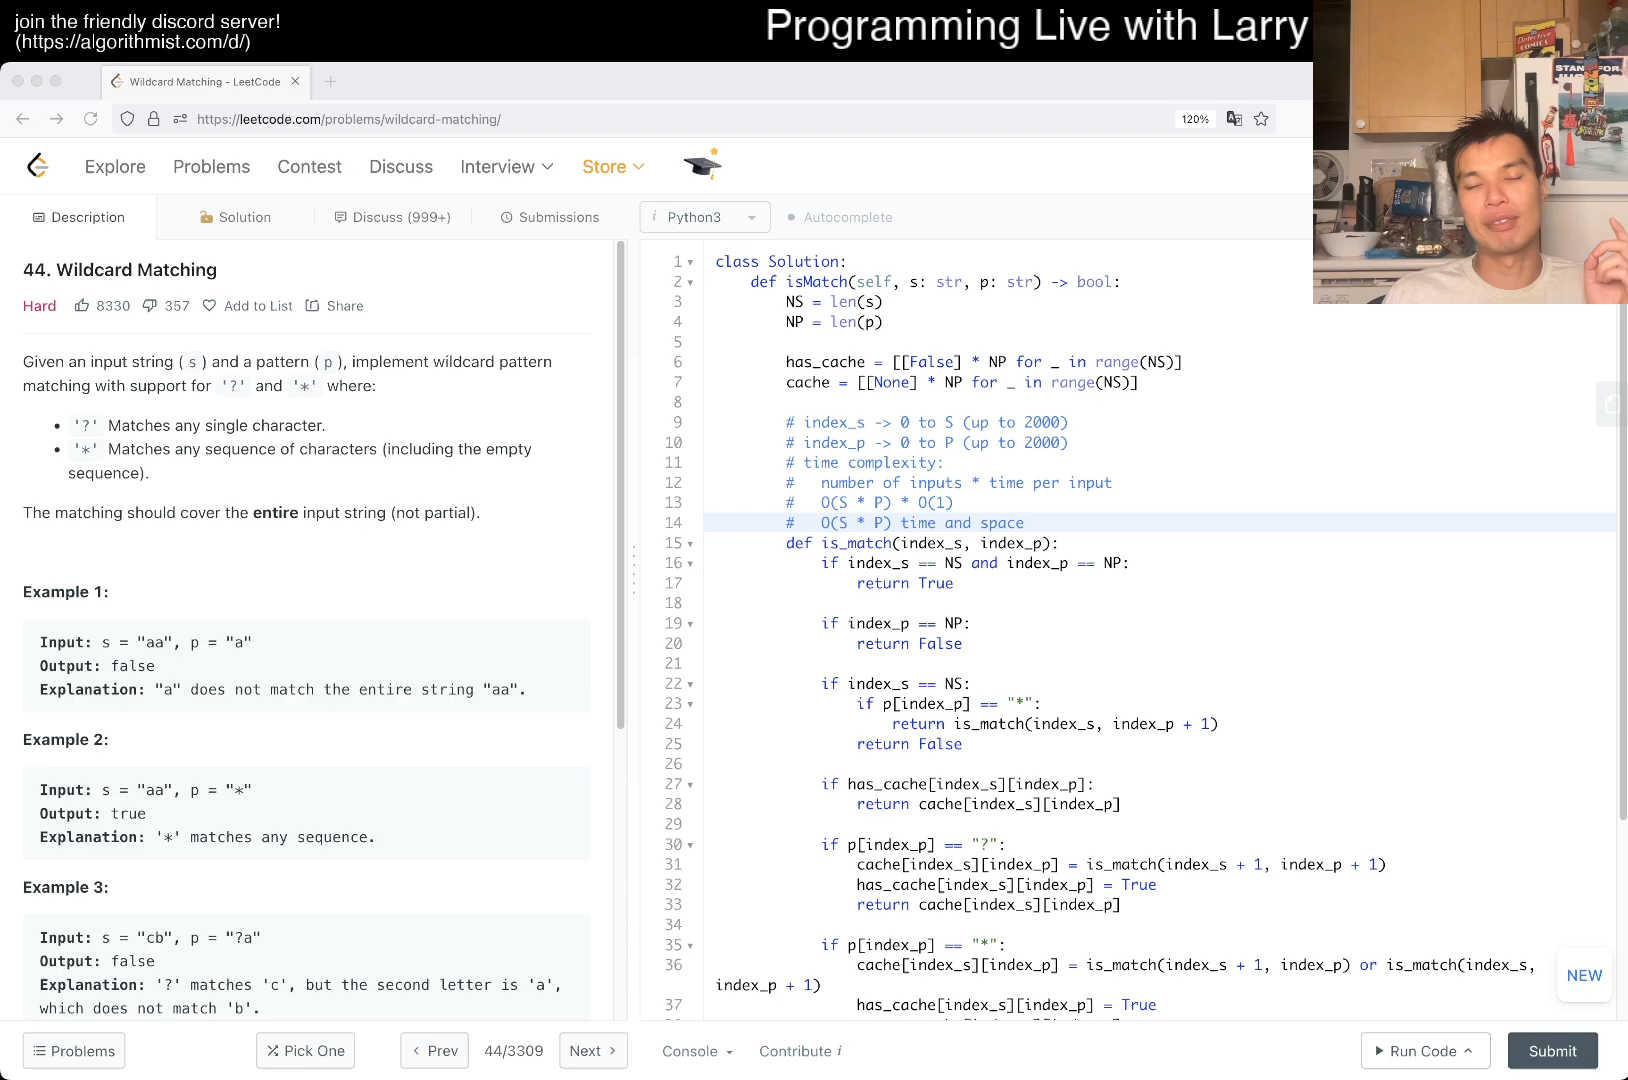 join the friendly discord server!
(https://algorithmist.com/d/)
Programming Live with Larry
Wildcard Matching - LeetCode
https://leetcode.com/problems/wildcard-matching/
120%
Explore
Problems
Contest
Discuss
Interview
Store
Description
Solution
Discuss (999+)
Submissions
i Python3
Autocomplete
44. Wildcard Matching
Hard
8330
357
Add to List
Share
Given an input string ( s ) and a pattern ( p ), implement wildcard pattern
matching with support for '?' and '*' where:
• '?' Matches any single character.
• '*' Matches any sequence of characters (including the empty
sequence).
The matching should cover the entire input string (not partial).
Example 1:
Input: s = "aa", p = "a"
Output: false
Explanation: "a" does not match the entire string "aa".
Example 2:
Input: s = "aa", p = "*"
Output: true
Explanation: '*' matches any sequence.
Example 3:
Input: s = "cb", p = "?a"
Output: false
Explanation: '?' matches 'c', but the second letter is 'a',
which does not match 'b'.
1 class Solution:
2     def isMatch(self, s: str, p: str) -> bool:
3         NS = len(s)
4         NP = len(p)
5
6         has_cache = [[False] * NP for _ in range(NS)]
7         cache = [[None] * NP for _ in range(NS)]
8
9         # index_s -> 0 to S (up to 2000)
10         # index_p -> 0 to P (up to 2000)
11         # time complexity:
12         #   number of inputs * time per input
13         #   O(S * P) * O(1)
14         #   O(S * P) time and space
15         def is_match(index_s, index_p):
16             if index_s == NS and index_p == NP:
17                 return True
18
19             if index_p == NP:
20                 return False
21
22             if index_s == NS:
23                 if p[index_p] == "*":
24                     return is_match(index_s, index_p + 1)
25                 return False
26
27             if has_cache[index_s][index_p]:
28                 return cache[index_s][index_p]
29
30             if p[index_p] == "?":
31                 cache[index_s][index_p] = is_match(index_s + 1, index_p + 1)
32                 has_cache[index_s][index_p] = True
33                 return cache[index_s][index_p]
34
35             if p[index_p] == "*":
36                 cache[index_s][index_p] = is_match(index_s + 1, index_p) or is_match(index_s,
index_p + 1)
37                 has_cache[index_s][index_p] = True
NEW
Problems
Pick One
Prev
44/3309
Next
Console
Contribute i
Run Code
Submit